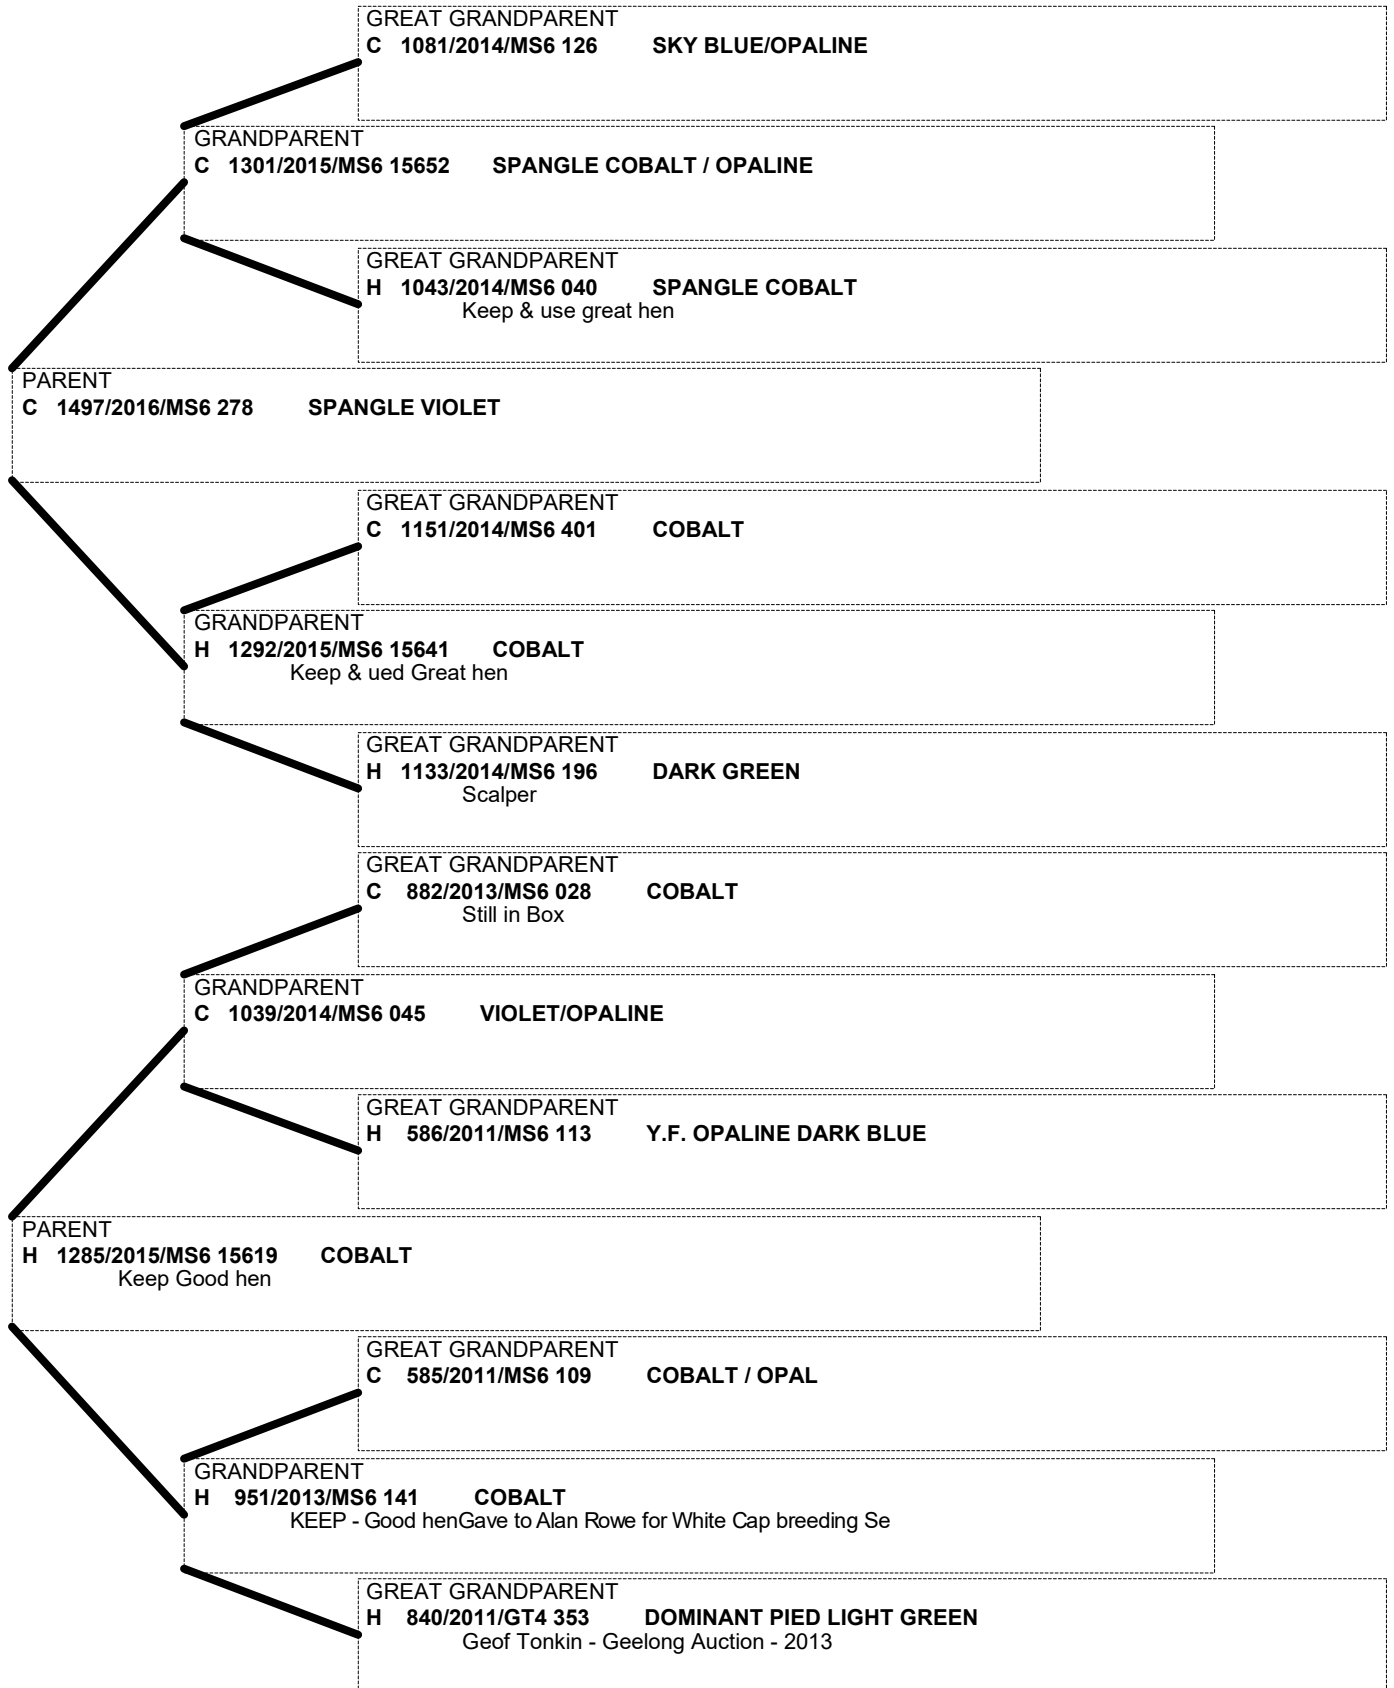 GREAT GRANDPARENT
C 1081/2014/MS6 126 SKY BLUE/OPALINE
GRANDPARENT
C 1301/2015/MS6 15652 SPANGLE COBALT / OPALINE
GREAT GRANDPARENT
H 1043/2014/MS6 040 SPANGLE COBALT
Keep & use great hen
PARENT
C 1497/2016/MS6 278 SPANGLE VIOLET
GREAT GRANDPARENT
C 1151/2014/MS6 401 COBALT
GRANDPARENT
H 1292/2015/MS6 15641 COBALT
Keep & ued Great hen
GREAT GRANDPARENT
H 1133/2014/MS6 196 DARK GREEN
Scalper
GREAT GRANDPARENT
C 882/2013/MS6 028 COBALT
Still in Box
GRANDPARENT
C 1039/2014/MS6 045 VIOLET/OPALINE
GREAT GRANDPARENT
H 586/2011/MS6 113 Y.F. OPALINE DARK BLUE
PARENT
H 1285/2015/MS6 15619 COBALT
Keep Good hen
GREAT GRANDPARENT
C 585/2011/MS6 109 COBALT / OPAL
GRANDPARENT
H 951/2013/MS6 141 COBALT
KEEP - Good henGave to Alan Rowe for White Cap breeding Se
GREAT GRANDPARENT
H 840/2011/GT4 353 DOMINANT PIED LIGHT GREEN
Geof Tonkin - Geelong Auction - 2013